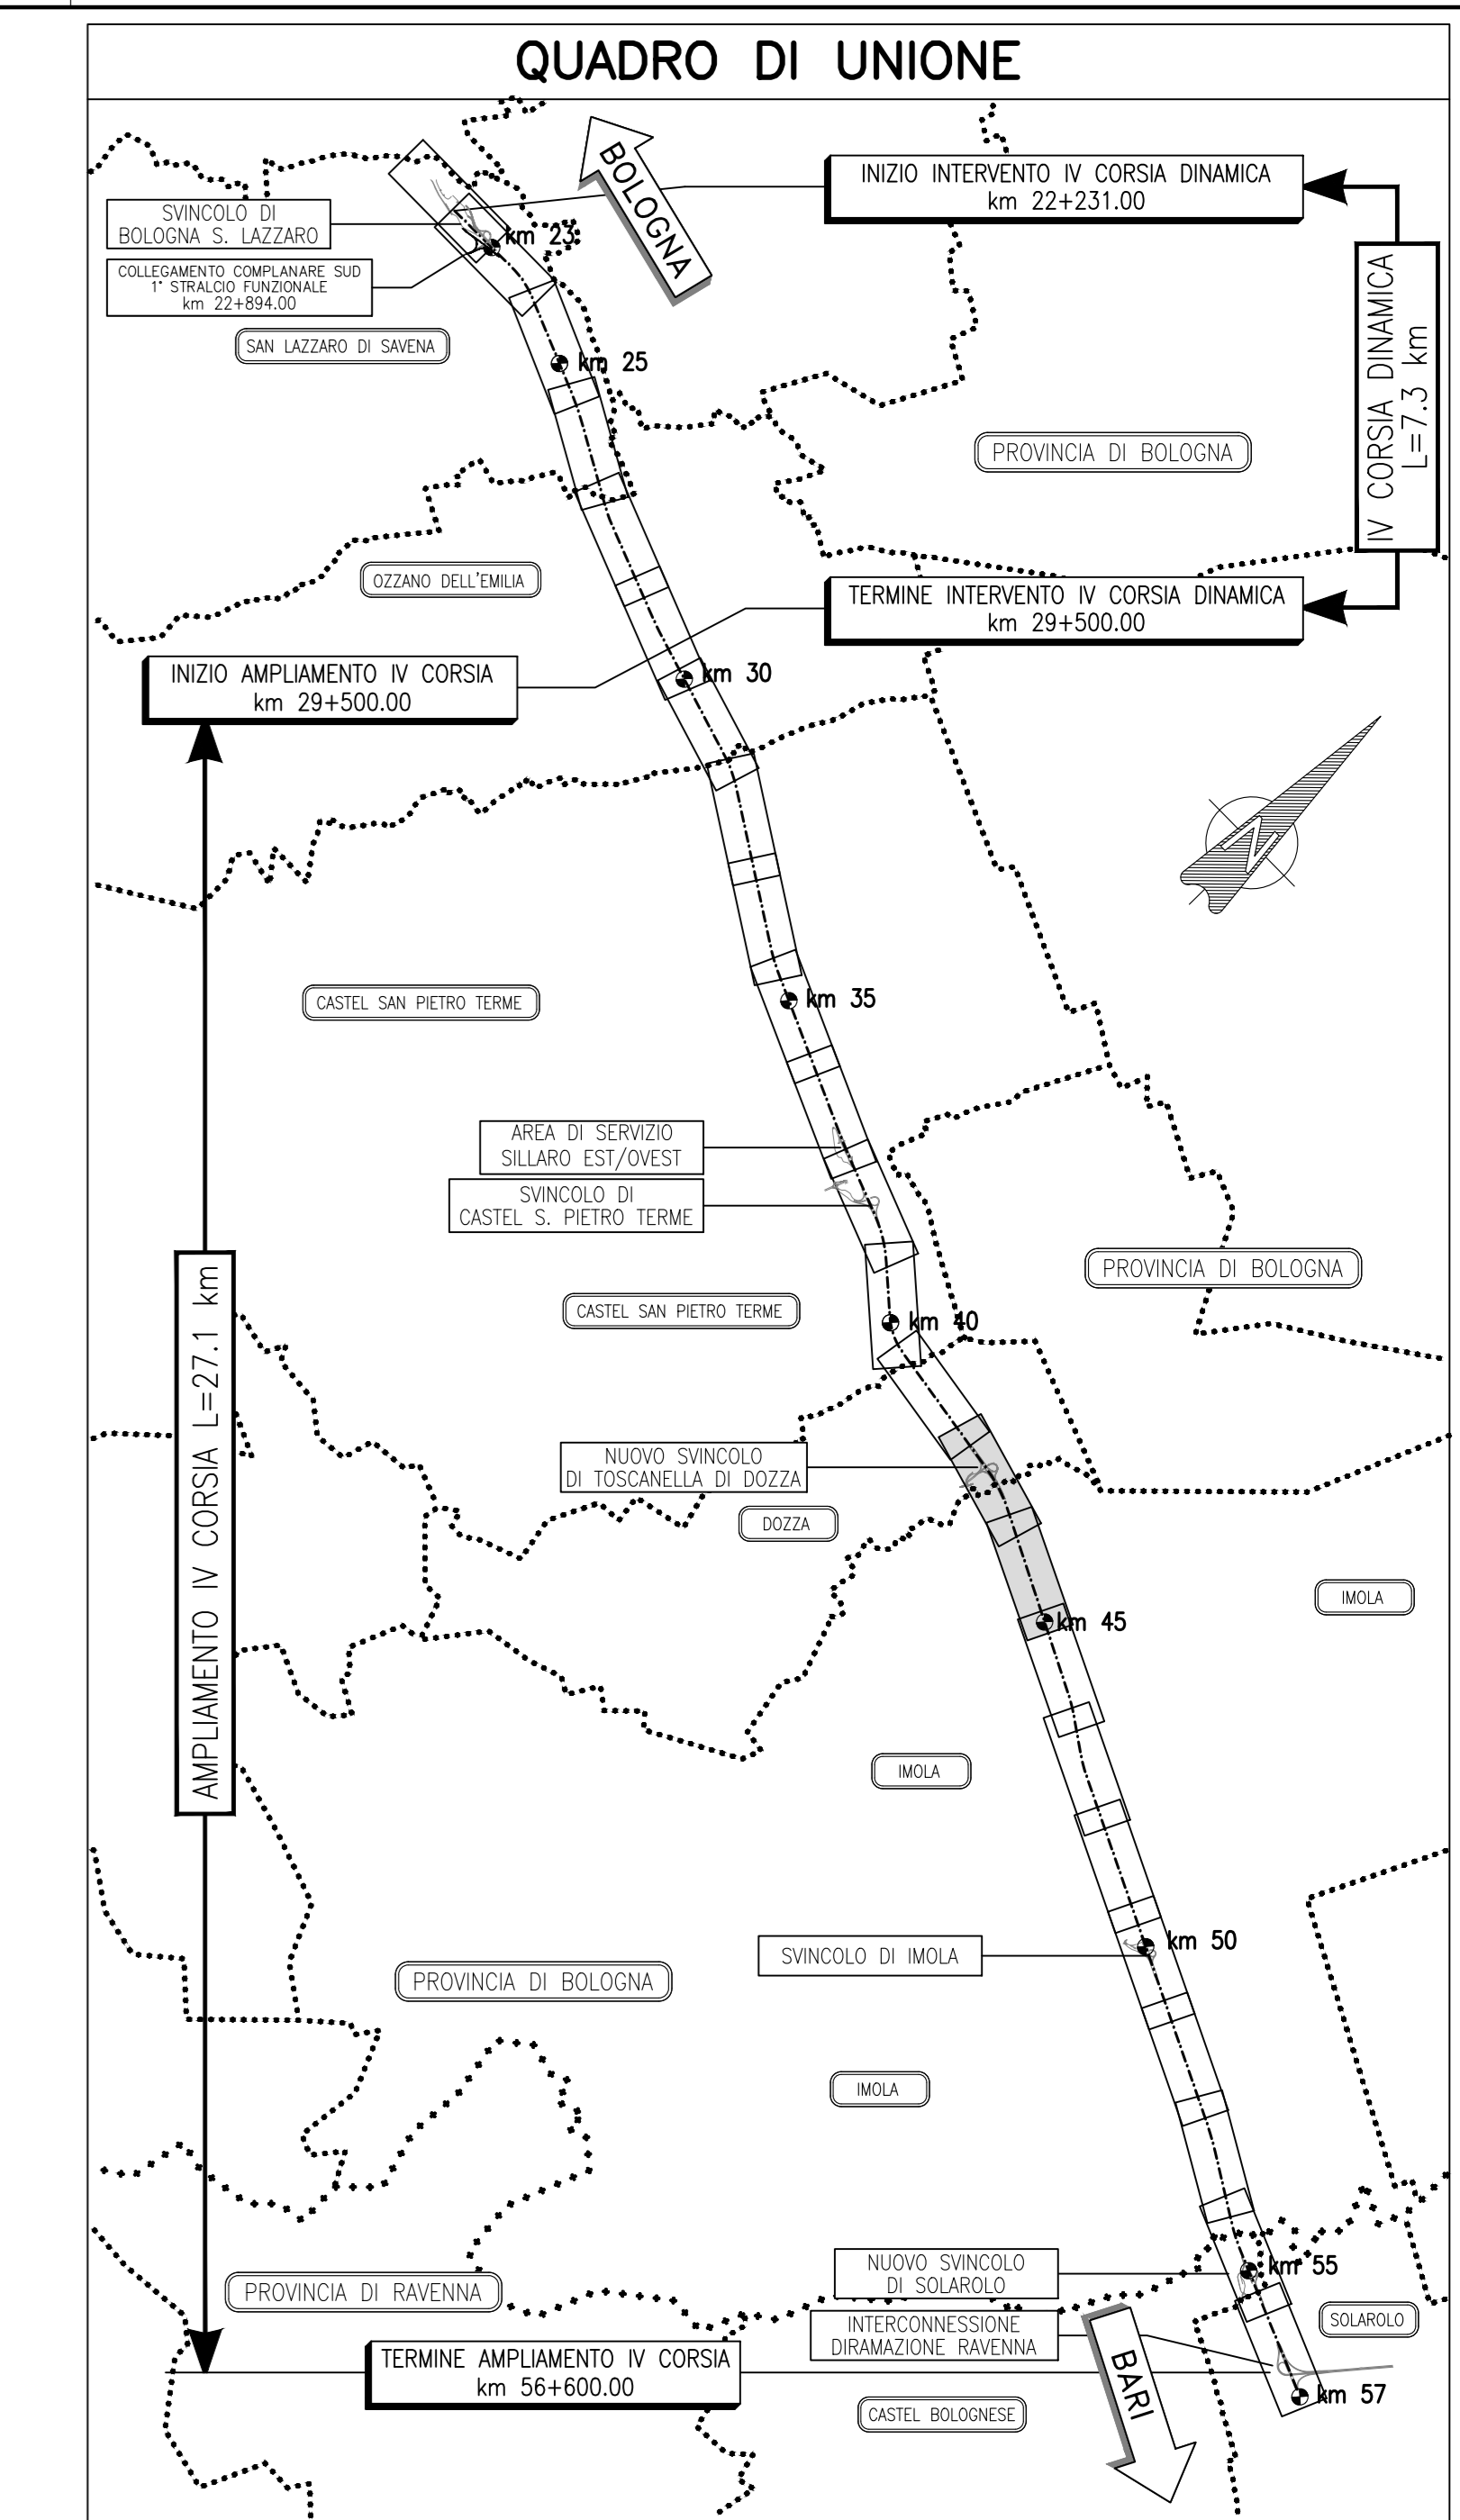 QUADRO DI UNIONE
BOLOGNA
INIZIO INTERVENTO IV CORSIA DINAMICA
km 22+231.00
SVINCOLO DI
BOLOGNA S. LAZZARO
km 23
COLLEGAMENTO COMPLANARE SUD
1° STRALCIO FUNZIONALE
km 22+894.00
IV CORSIA DINAMICA
L=7.3 km
SAN LAZZARO DI SAVENA
km 25
PROVINCIA DI BOLOGNA
OZZANO DELL'EMILIA
TERMINE INTERVENTO IV CORSIA DINAMICA
km 29+500.00
INIZIO AMPLIAMENTO IV CORSIA
km 29+500.00
km 30
N
CASTEL SAN PIETRO TERME
km 35
AREA DI SERVIZIO
SILLARO EST/OVEST
SVINCOLO DI
CASTEL S. PIETRO TERME
PROVINCIA DI BOLOGNA
CASTEL SAN PIETRO TERME
km 40
AMPLIAMENTO IV CORSIA L=27.1 km
NUOVO SVINCOLO
DI TOSCANELLA DI DOZZA
DOZZA
IMOLA
km 45
IMOLA
km 50
SVINCOLO DI IMOLA
PROVINCIA DI BOLOGNA
IMOLA
NUOVO SVINCOLO
DI SOLAROLO
km 55
PROVINCIA DI RAVENNA
SOLAROLO
INTERCONNESSIONE
DIRAMAZIONE RAVENNA
TERMINE AMPLIAMENTO IV CORSIA
km 56+600.00
BARI
km 57
CASTEL BOLOGNESE